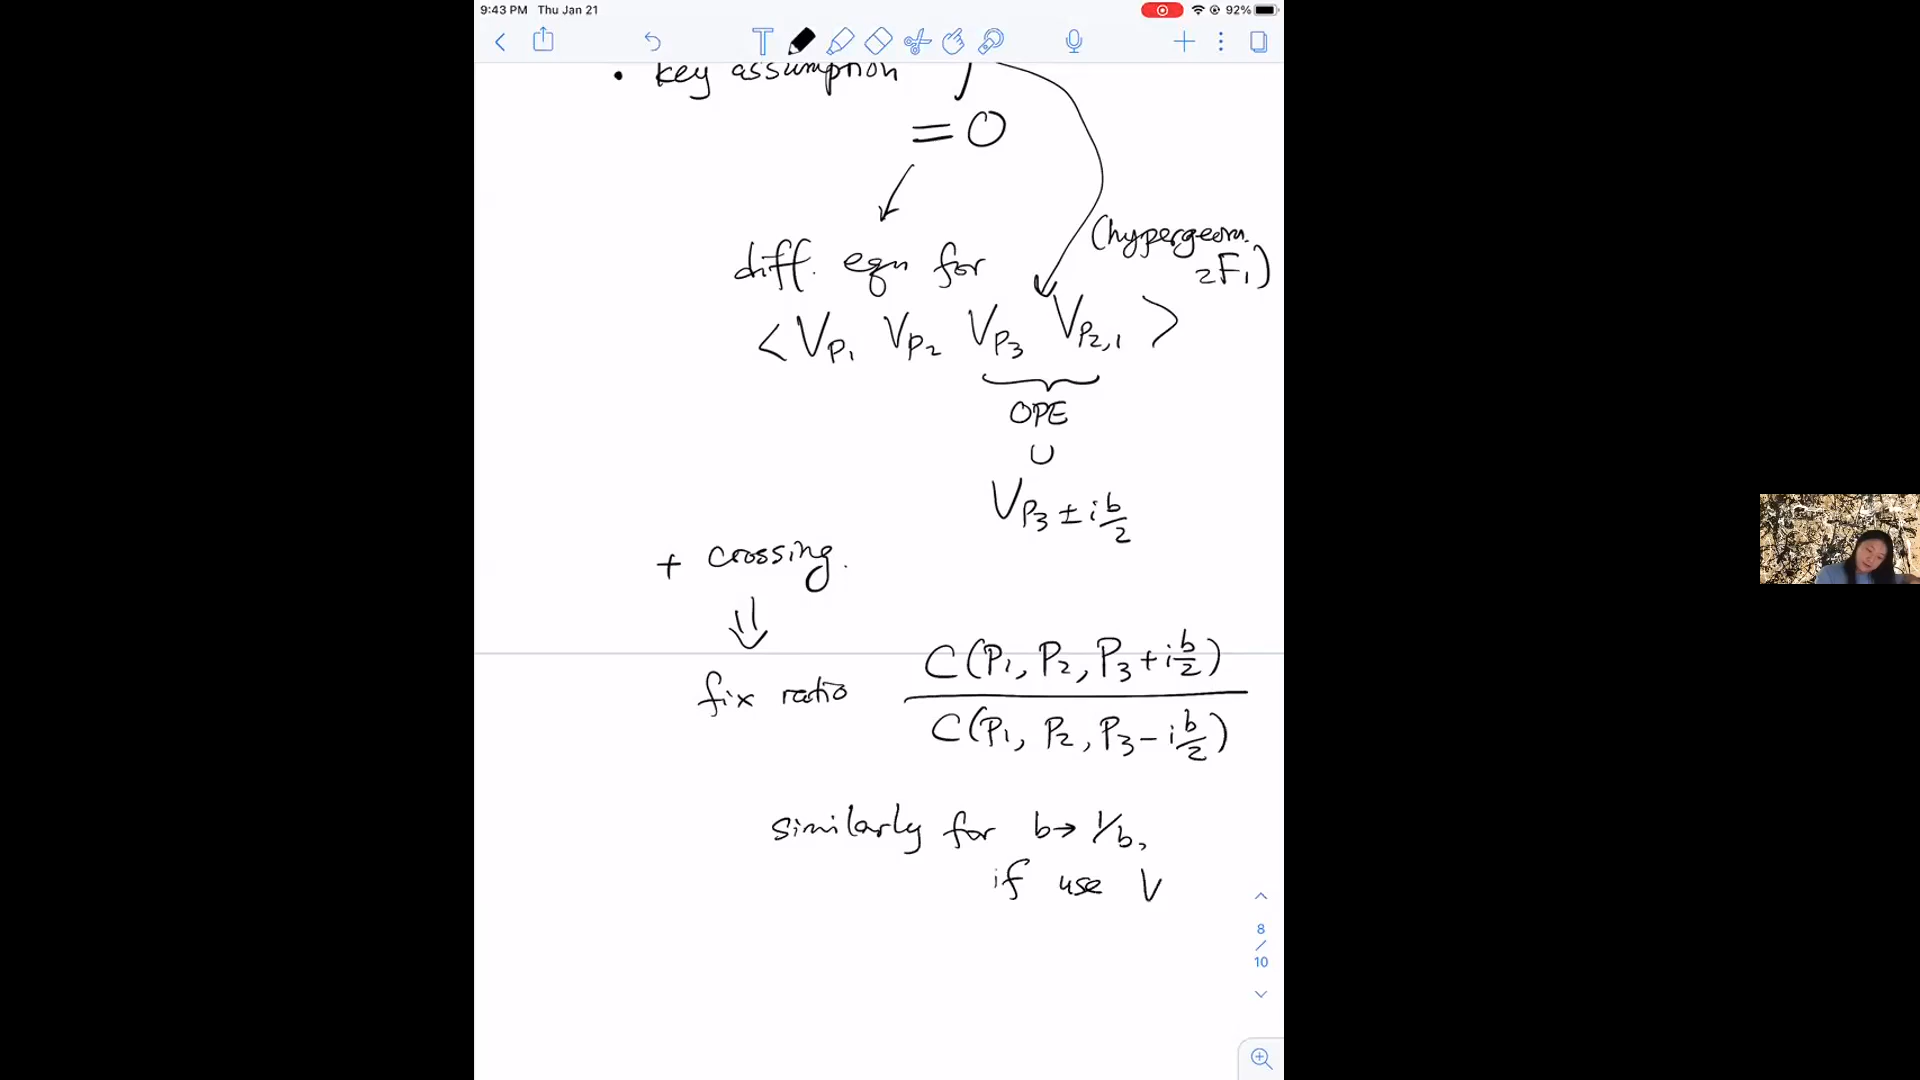 9:43 PM Thu Jan 21
92%
• key assumption
= 0
diff. eqn for
(hypergeom. ₂F₁)
< V_{P₁} V_{P₂} V_{P₃} V_{P₂,₁} >
OPE
∪
V_{P₃ ± i b/2}
+ crossing.
⇓
fix ratio C(P₁, P₂, P₃ + i b/2) / C(P₁, P₂, P₃ − i b/2)
similarly for b → 1/b,
if use V
8
/
10